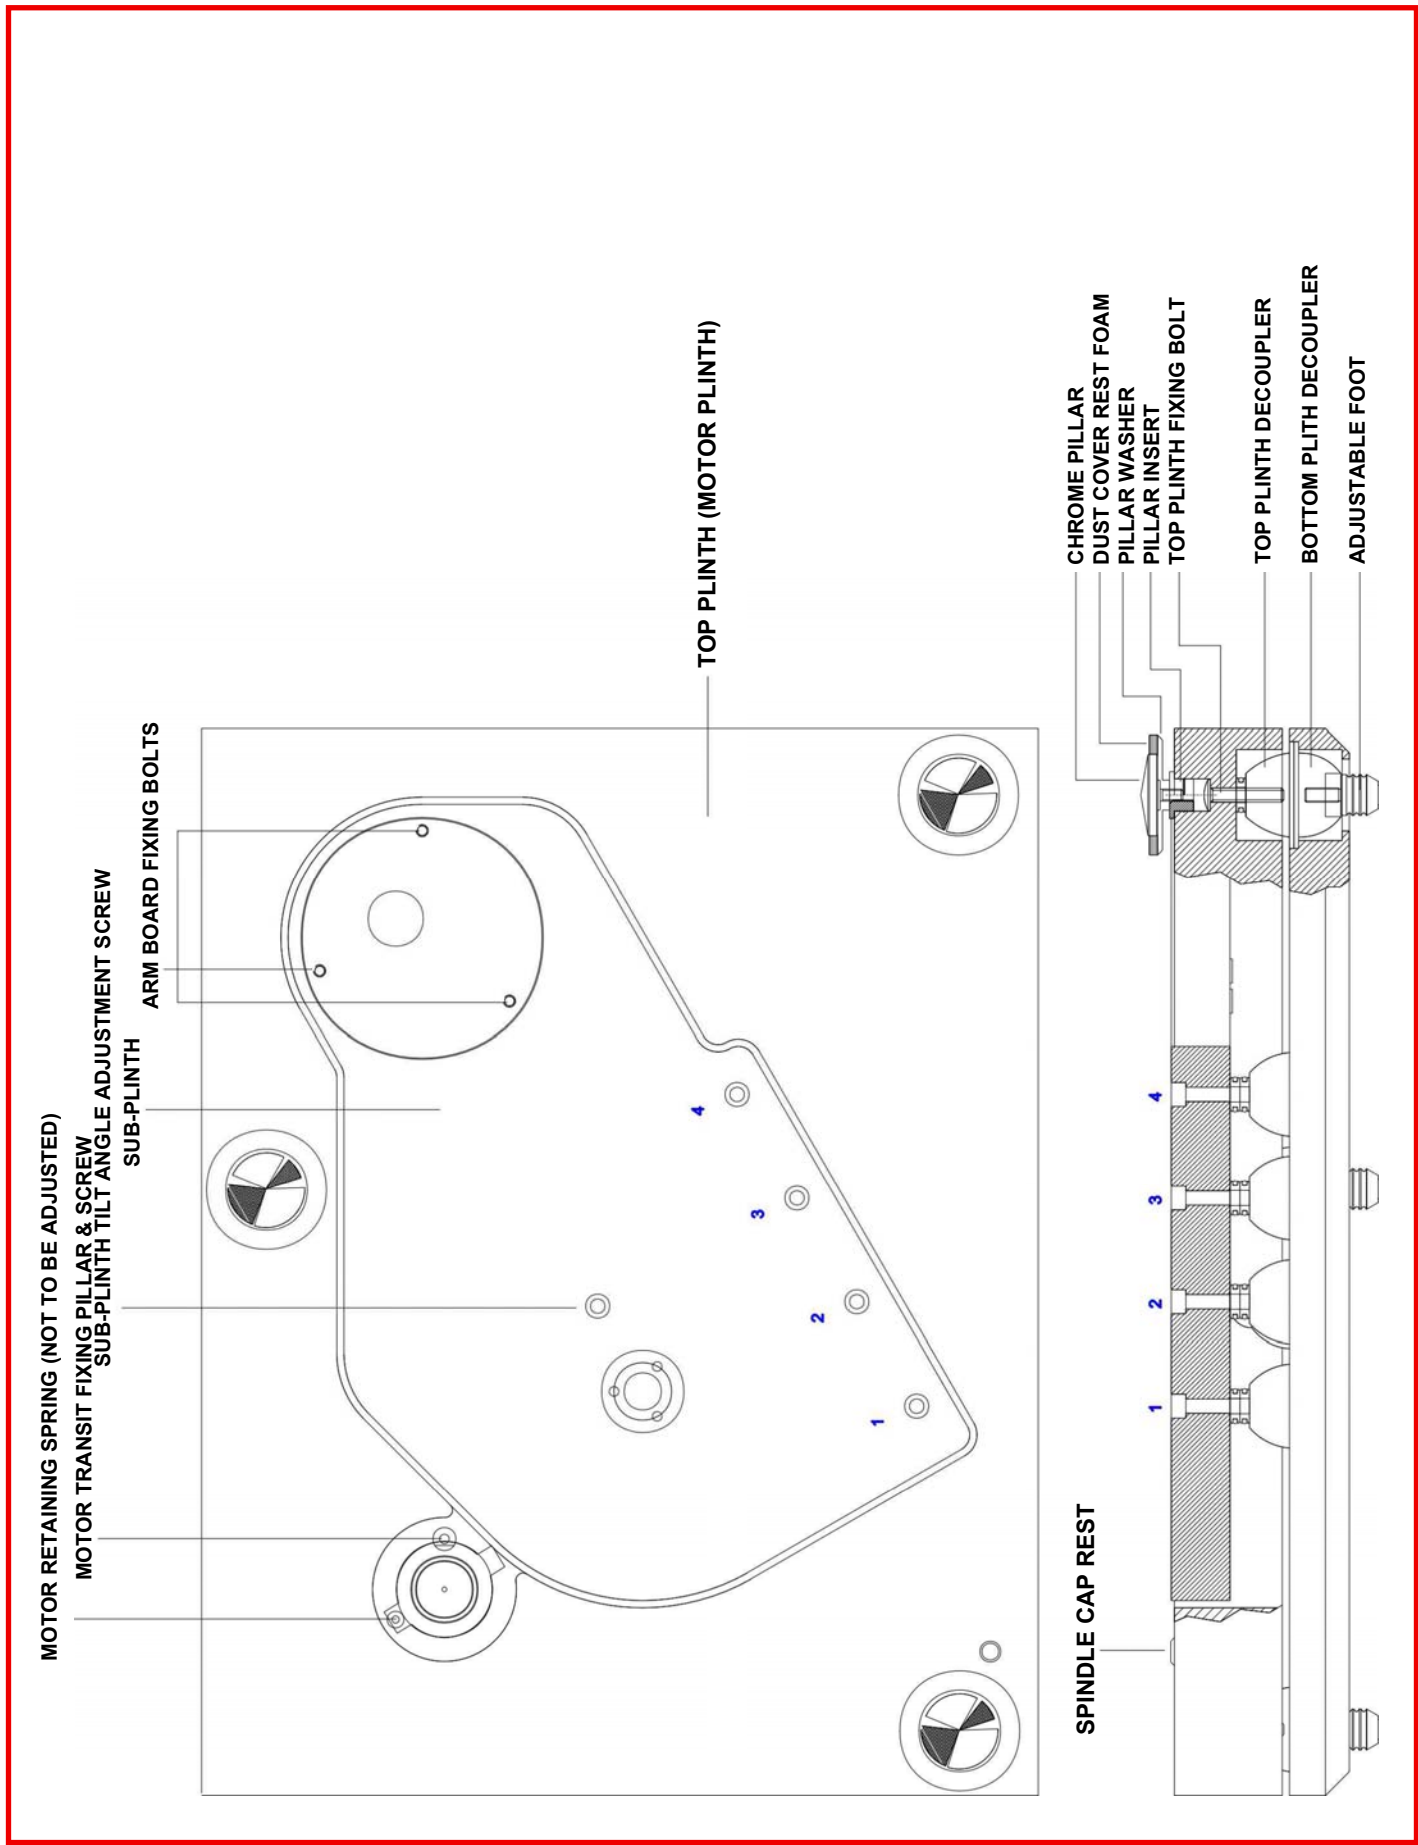 MOTOR RETAINING SPRING (NOT TO BE ADJUSTED)
MOTOR TRANSIT FIXING PILLAR & SCREW
SUB-PLINTH TILT ANGLE ADJUSTMENT SCREW
SUB-PLINTH
ARM BOARD FIXING BOLTS
TOP PLINTH (MOTOR PLINTH)
1
2
3
4
SPINDLE CAP REST
CHROME PILLAR
DUST COVER REST FOAM
PILLAR WASHER
PILLAR INSERT
TOP PLINTH FIXING BOLT
TOP PLINTH DECOUPLER
BOTTOM PLITH DECOUPLER
ADJUSTABLE FOOT
1
2
3
4